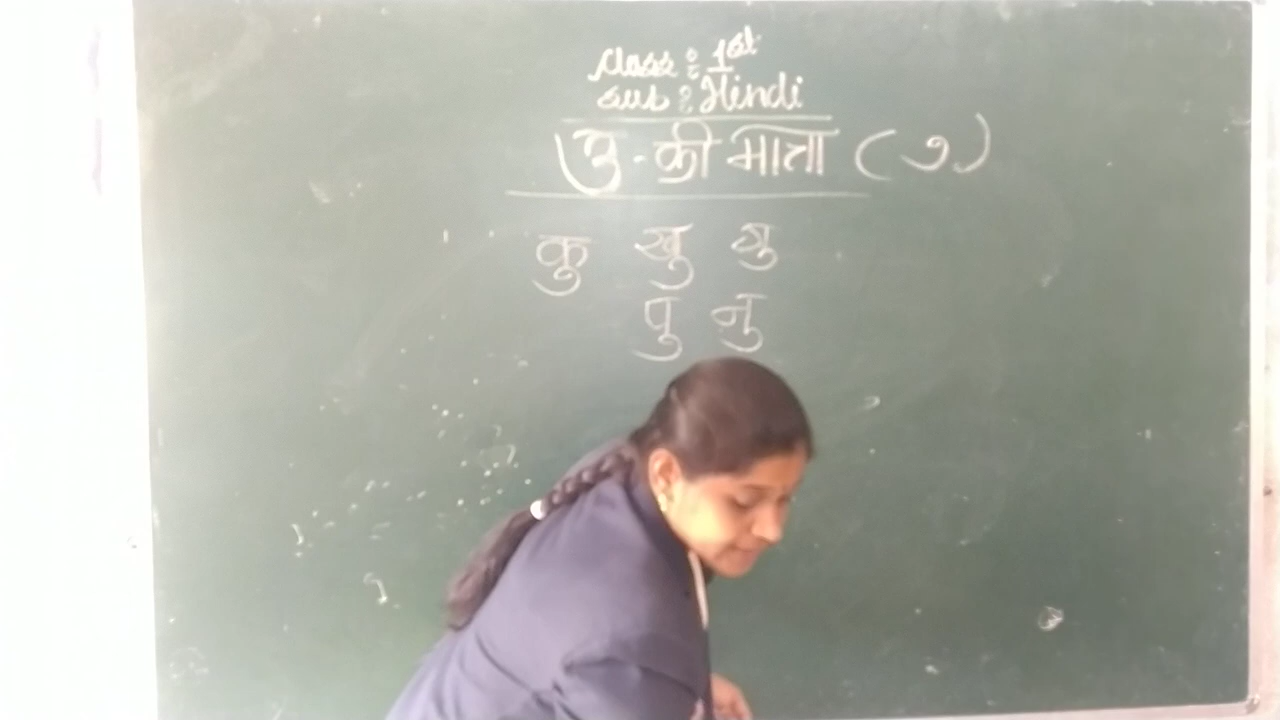 Class : 1st
Sub : Hindi
उ - की मात्रा ( ु )
कु खु गु
पु नु